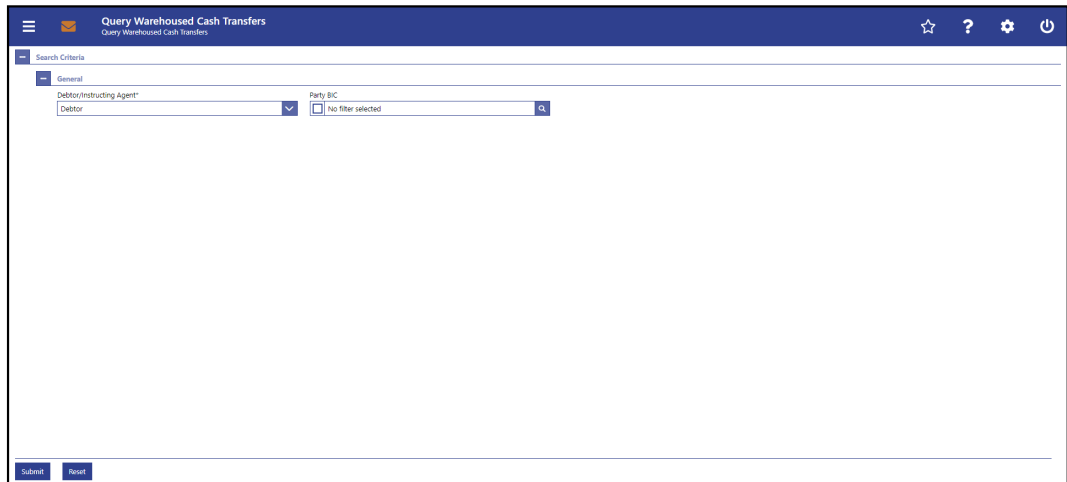 Query Warehoused Cash Transfers
Query Warehoused Cash Transfers
Search Criteria
General
Debtor/Instructing Agent* Party BIC
Debtor No filter selected
Submit Reset